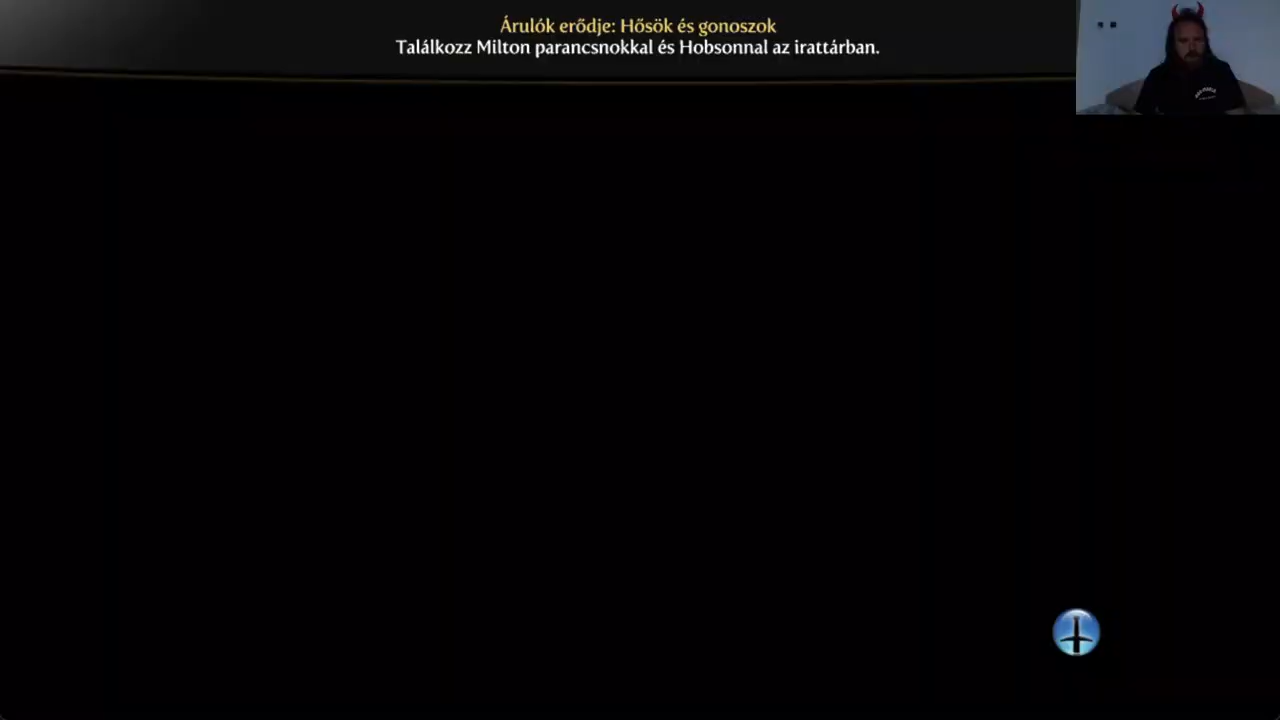 Árulók erődje: Hősök és gonoszok
Találkozz Milton parancsnokkal és Hobsonnal az irattárban.